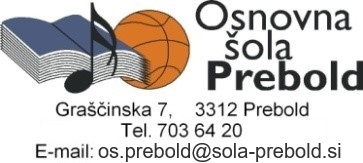 Osnovna
šola
Prebold
Graščinska 7, 3312 Prebold
Tel. 703 64 20
E-mail: os.prebold@sola-prebold.si